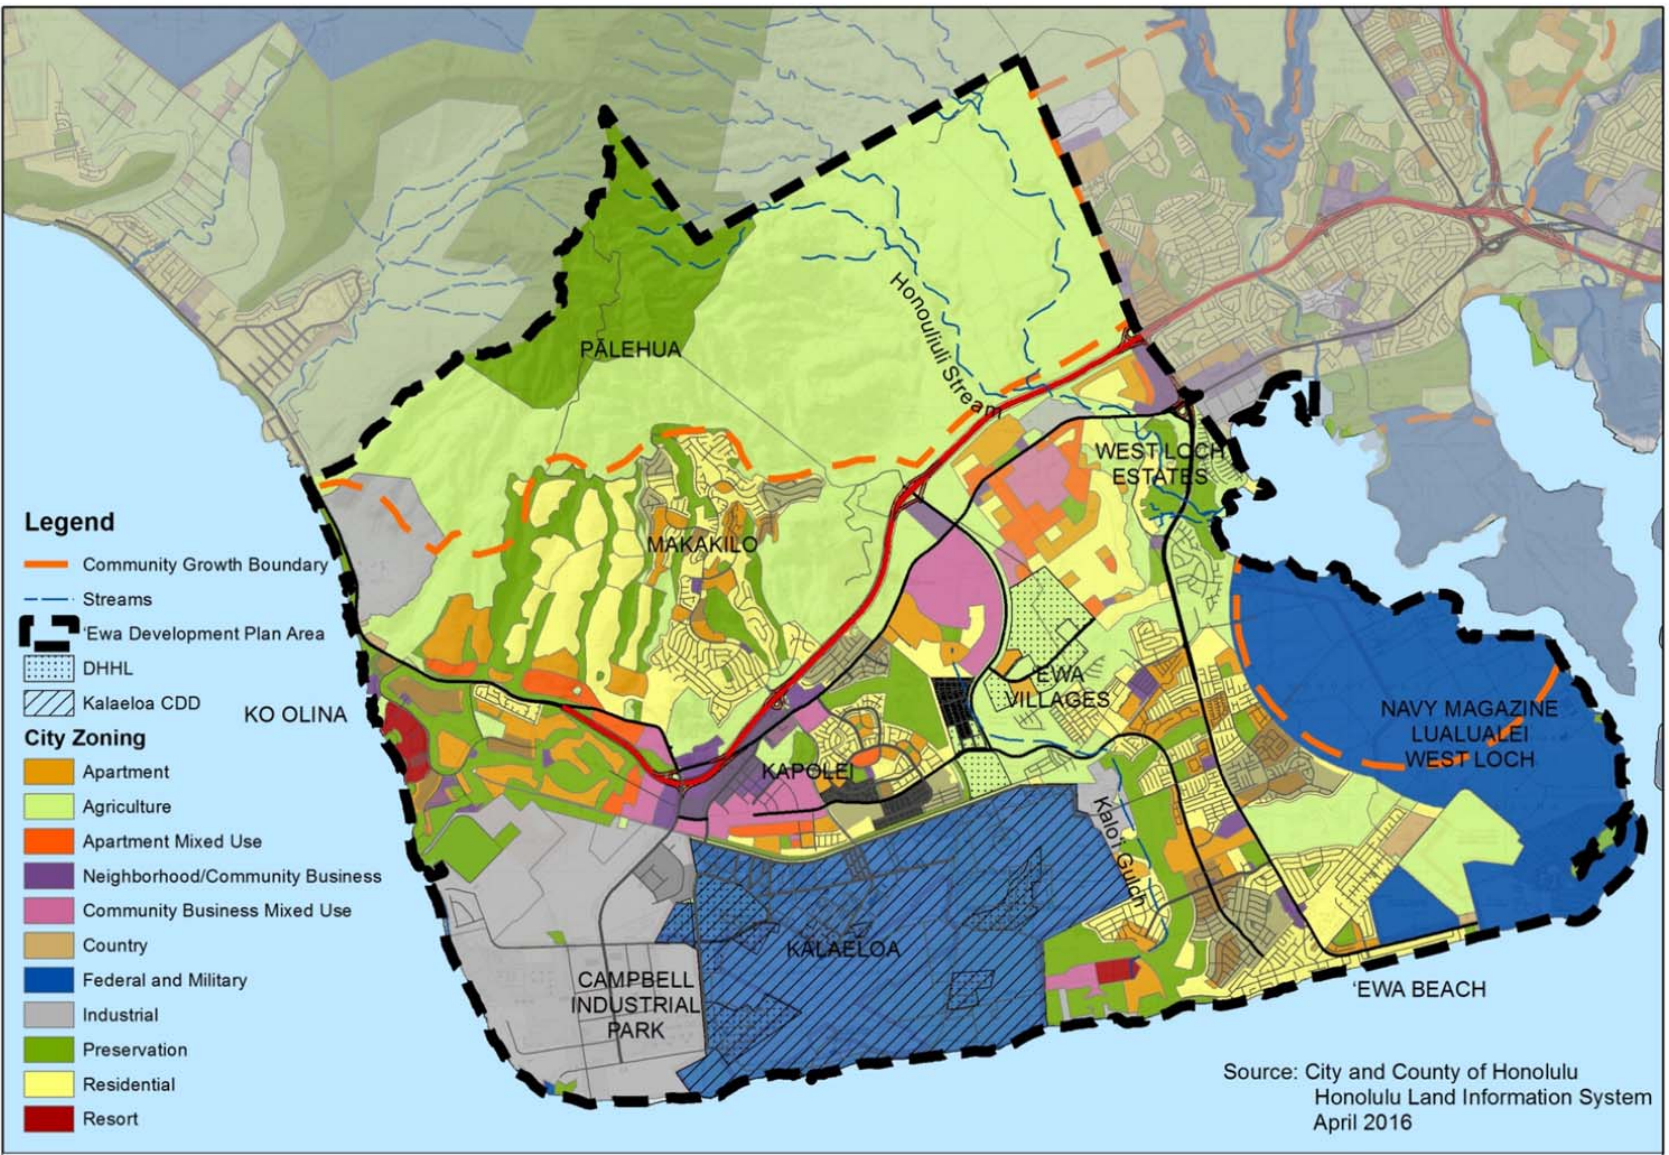 PĀLEHUA
Honouliuli Stream
WEST LOCH
ESTATES
MAKAKILO
'EWA
VILLAGES
KO OLINA
NAVY MAGAZINE
LUALUALEI
WEST LOCH
KAPOLEI
Kalo'i Gulch
KALAELOA
CAMPBELL
INDUSTRIAL
PARK
'EWA BEACH
Legend
Community Growth Boundary
Streams
'Ewa Development Plan Area
DHHL
Kalaeloa CDD
City Zoning
Apartment
Agriculture
Apartment Mixed Use
Neighborhood/Community Business
Community Business Mixed Use
Country
Federal and Military
Industrial
Preservation
Residential
Resort
Source: City and County of Honolulu
Honolulu Land Information System
April 2016